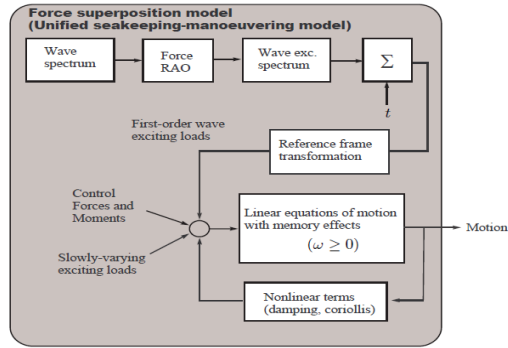 Force superposition model
(Unified seakeeping-manoeuvering model)
Wave
spectrum
Force
RAO
Wave exc.
spectrum
Σ
t
First-order wave
exciting loads
Reference frame
transformation
Control
Forces and
Moments
Linear equations of motion
with memory effects
(ω ≥ 0)
Motion
Slowly-varying
exciting loads
Nonlinear terms
(damping, coriollis)